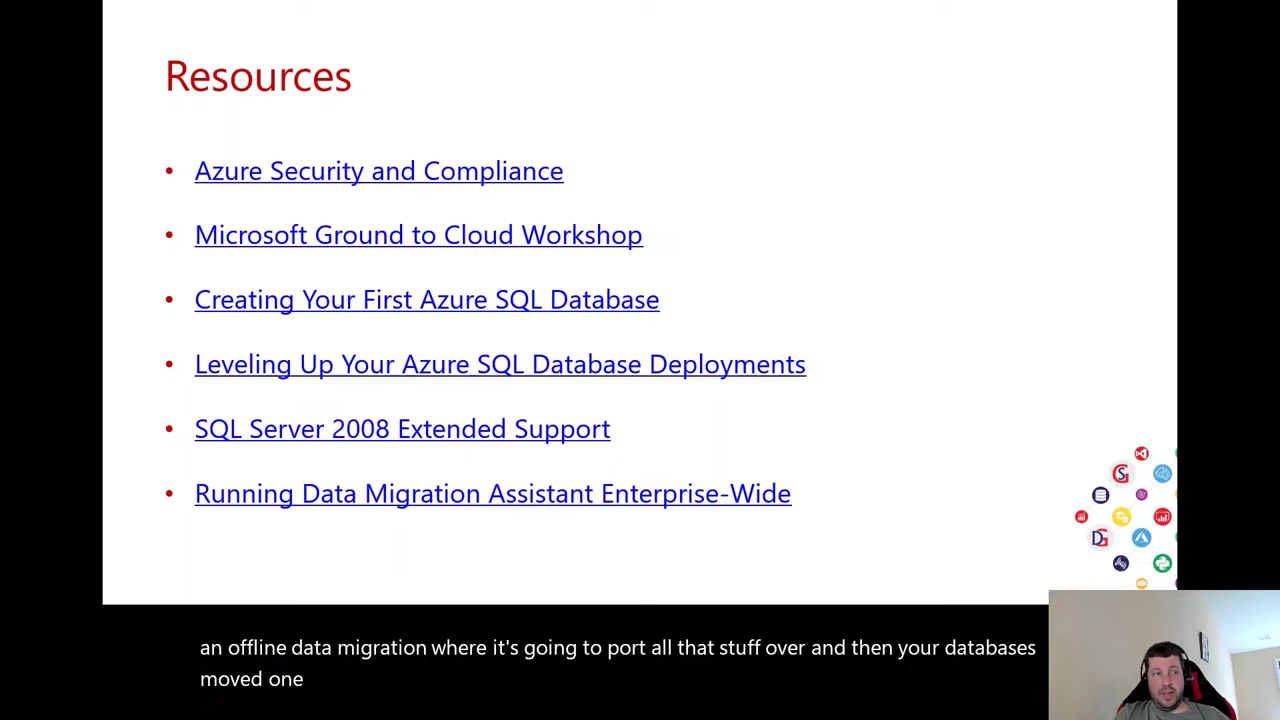 Resources
• Azure Security and Compliance
• Microsoft Ground to Cloud Workshop
• Creating Your First Azure SQL Database
• Leveling Up Your Azure SQL Database Deployments
• SQL Server 2008 Extended Support
• Running Data Migration Assistant Enterprise-Wide
SG
DG
an offline data migration where it's going to port all that stuff over and then your databases
moved one